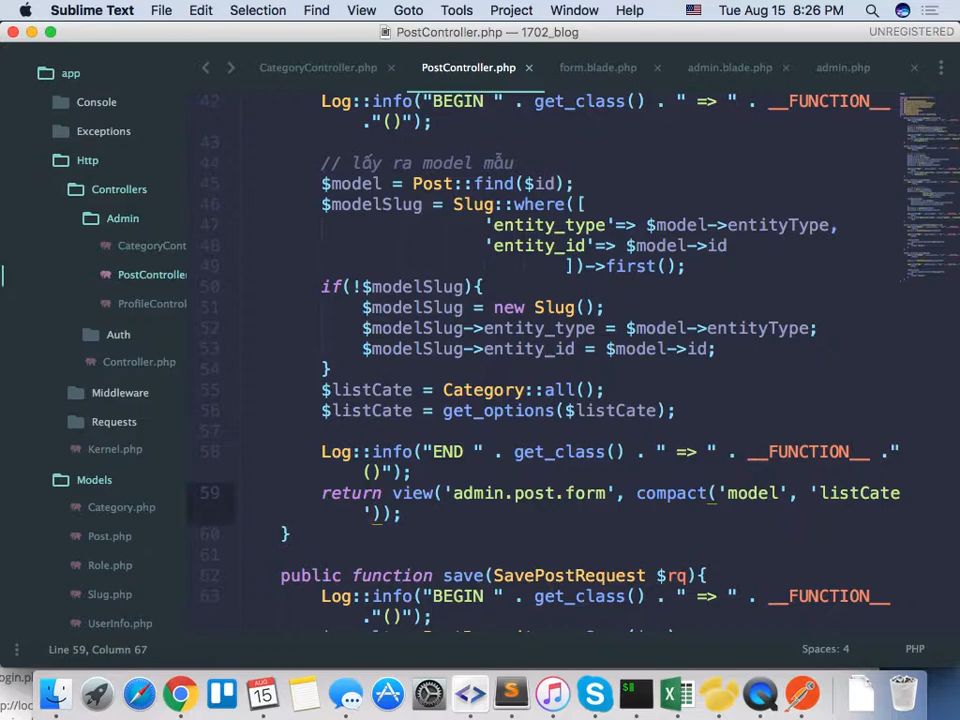 Sublime Text File Edit Selection Find View Goto Tools Project Window Help Tue Aug 15 8:26 PM
PostController.php — 1702_blog UNREGISTERED
app
Console
Exceptions
Http
Controllers
Admin
CategoryCont
PostController
ProfileControl
Auth
Controller.php
Middleware
Requests
Kernel.php
Models
Category.php
Post.php
Role.php
Slug.php
UserInfo.php
CategoryController.php PostController.php form.blade.php admin.blade.php admin.php
42 Log::info("BEGIN " . get_class() . " => " . __FUNCTION__
."()");
43
44 // lấy ra model mẫu
45 $model = Post::find($id);
46 $modelSlug = Slug::where([
47 'entity_type'=> $model->entityType,
48 'entity_id'=> $model->id
49 ])->first();
50 if(!$modelSlug){
51 $modelSlug = new Slug();
52 $modelSlug->entity_type = $model->entityType;
53 $modelSlug->entity_id = $model->id;
54 }
55 $listCate = Category::all();
56 $listCate = get_options($listCate);
57
58 Log::info("END " . get_class() . " => " . __FUNCTION__ ."
()");
59 return view('admin.post.form', compact('model', 'listCate
'));
60 }
61
62 public function save(SavePostRequest $rq){
63 Log::info("BEGIN " . get_class() . " => " . __FUNCTION__
."()");
Line 59, Column 67 Spaces: 4 PHP
15